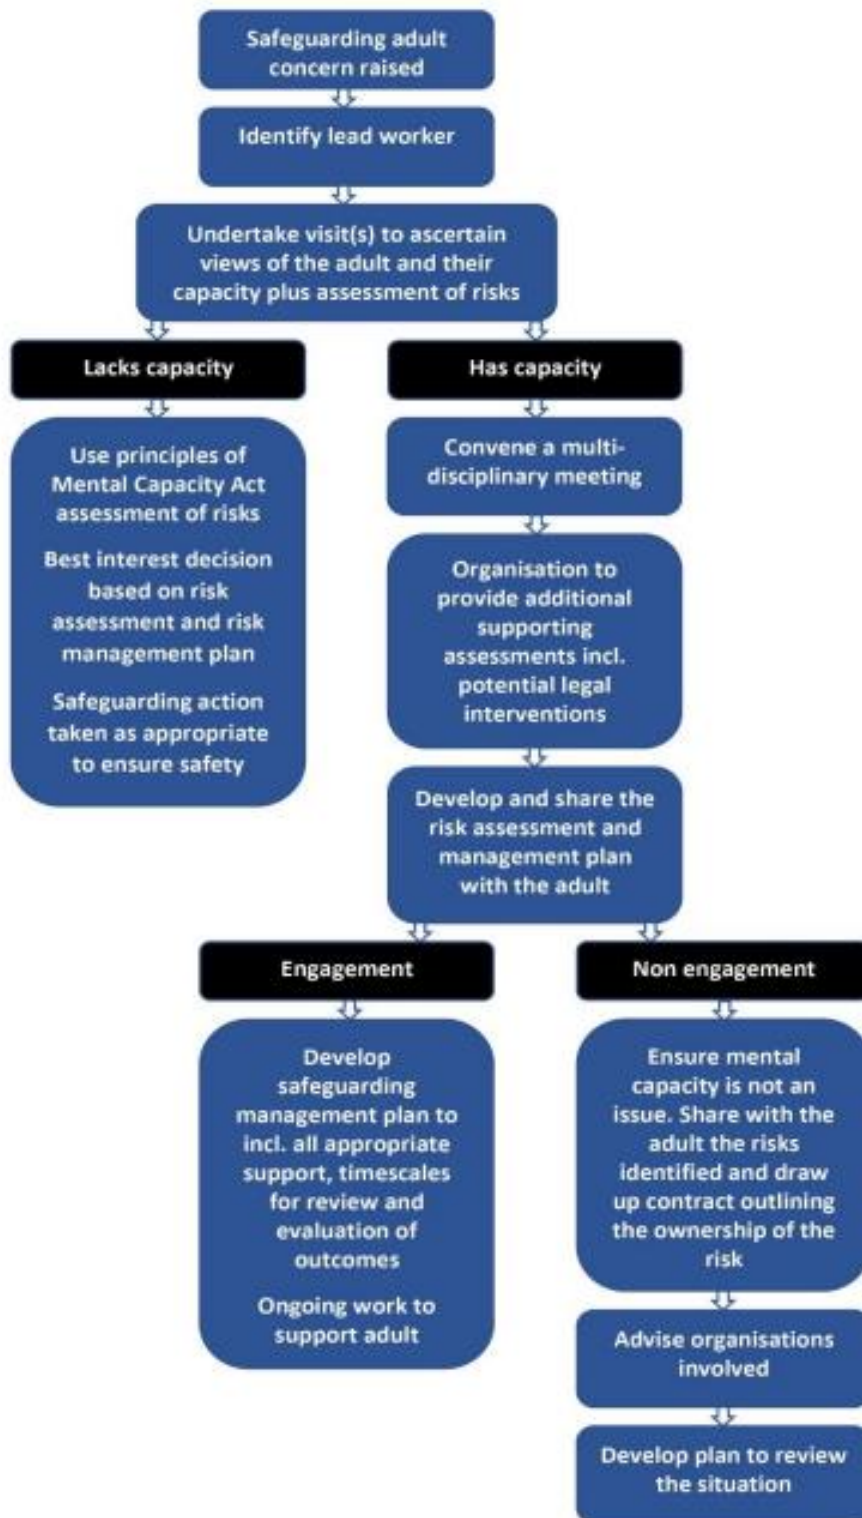 Safeguarding adult
concern raised
Identify lead worker
Undertake visit(s) to ascertain
views of the adult and their
capacity plus assessment of risks
Lacks capacity
Has capacity
Use principles of
Mental Capacity Act
assessment of risks
Best interest decision
based on risk
assessment and risk
management plan
Safeguarding action
taken as appropriate
to ensure safety
Convene a multi-
disciplinary meeting
Organisation to
provide additional
supporting
assessments incl.
potential legal
interventions
Develop and share the
risk assessment and
management plan
with the adult
Engagement
Non engagement
Develop
safeguarding
management plan to
incl. all appropriate
support, timescales
for review and
evaluation of
outcomes
Ongoing work to
support adult
Ensure mental
capacity is not an
issue. Share with the
adult the risks
identified and draw
up contract outlining
the ownership of the
risk
Advise organisations
involved
Develop plan to review
the situation